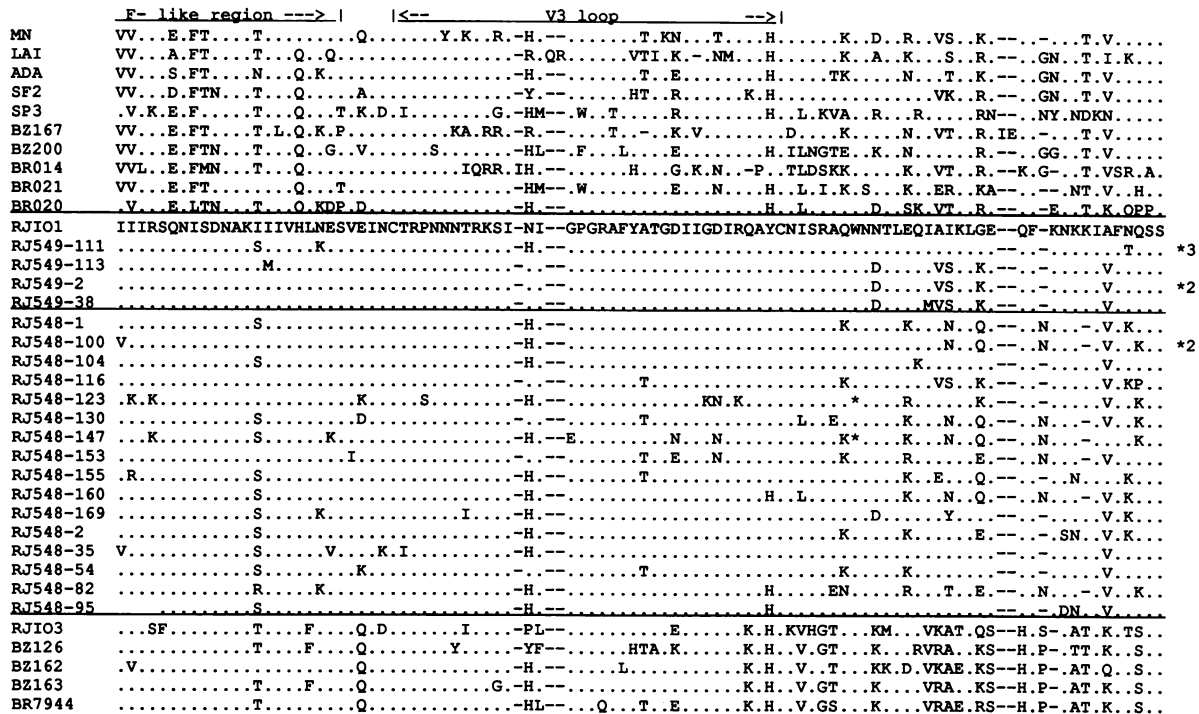 F- like region ---> | |<-- V3 loop -->|
MN VV...E.FT....T.........Q.......Y.K..R.-H.---.........T.KN...T....H......K..D..R..VS..K.---.-...T.V.....
LAI VV...A.FT....T...Q..Q.................-R.QR......VTI.K.-.NM...H......K..A..K..S..R.---..GN..T.I.K...
ADA VV...S.FT....N...Q.K..................-..---.........T..E.......H.....TK.....N..T..K.---.-...T.V.....
SF2 VV...D.FTN...T...Q.....A..............-Y.---........HT...R......K.H............VK..R.---..GN..T.V.....
SP3 .V.K.E.F.....T...Q...T.K.D.I........G.-HM---.W..T.....R........H..L.KVA..R...R.....RN---..NY..NDKN....
BZ167 VV...E.FT....T.L.Q.K.P..........KA.RR.-R.---......T..-..K.V........D....K.....N..VT..R.IE-.-...T.V.....
BZ200 VV...E.FTN...T...Q..G..V......N.......-HL--.F...L....E........H.ILNGTE..K..N......R.---.GG..T.V.....
BR014 VVL..E.FMN...T...Q...............IQRR.IH---.......H...G.K.N..-P..TLDSKK......K..VT..R.--.K.G-..T.VSR.A.
BR021 VV...E.FT........Q...T................-HM--.W........E...N....H..L.I.K.S...K.ER..KA.---.-..NT.V..H..
BR020 .V...E.LTN...T...Q.KDP.D..............-H.---.....................H..L......D...SK.VT..R.---.-E..T.K.QPP.
RJIO1 IIIRSQNISDNAKIIIVHLNESVEINCTRPNNNTRKSI-NI--GPGRAFYATGDIIGDIRQAYCNISRAQWNNTLEQIAIKLGE--QF-KNKKIAFNQSS
RJ549-111 .............S.....K.................-H.---.................................................--..-........T... *3
RJ549-113 ..............M.......................-..--.................................D.....VS..K...--..-......V.....
RJ549-2 .....................................-..--.................................D.....VS..K...--..-......V..... *2
RJ549-38 .....................................-..--.................................D....MVS..K...--..-......V.....
RJ548-1 .............S........................-H.--............................K.....K...N..Q.--..N...-.V.K...
RJ548-100 V.....................................-H.--......................................N..Q.--..N...-.V..K.. *2
RJ548-104 .............S........................-H.--...................................K.........--..-......V.....
RJ548-116 ......................................-..--........T...................K........VS..K.--..-......V.KP..
RJ548-123 .K.K...................K.....S........-H.--..............KN.K...........*....R......K.--..-......V..K..
RJ548-130 .............S.........D..............-..--........T..............L..E......K...N..Q.--..N...-.V.....
RJ548-147 ...K.........S......K.................-H.--E..........N...N...........K*....K...N..Q.--..N...-....K..
RJ548-153 ......................I...............-..--........T..E...N...........K.....R......E.--..N...-.V.....
RJ548-155 .R...........S........................-H.--........T........................K..E...Q.--..-..N....K...
RJ548-160 .............S........................-H.--....................H..L.........K...N..Q.--..N...-.V.K...
RJ548-169 .............S.....K.............I....-H.--..............................D......Y......--..-......V.K...
RJ548-2 .............S........................-H.--............................K.....K......E.--..-.SN..V.K.K..
RJ548-35 V............S......V....K.I..........-H.--...............................................--..-......V.....
RJ548-54 .............S.........K..............-..--........T...................K.....K.........--..-......V.....
RJ548-82 .............R.....K..................-H.--....................H.....EN......R...T..E.--..N...-.V..K..
RJ548-95 .............S........................-H.--....................H..........................--..-.DN...V.....
RJIO3 ...SF........T....F....Q.D.......I....-PL--...........E......K.H.KVHGT...KM...VKAT.QS--H.S-.AT.K.TS..
BZ126 .............T....F....Q........Y.....-YF--.......HTA.K......K.H..V.GT...K...RVRA..KS--H.P-.TT.K..S..
BZ162 .V.....................Q..............-H.--......L...........K.H..V..T...KK.D.VKAE.KS--H.P-.AT.Q..S..
BZ163 .............T....F....Q............G.-H.--..................K.H..V.GT...K....VRA..KS--H.P-.AT.K..S..
BR7944 .............T.........Q..............-HL--...Q....T..E......K.H..V.GS...K....VRAE.RS--H.P-.AT.K..S..